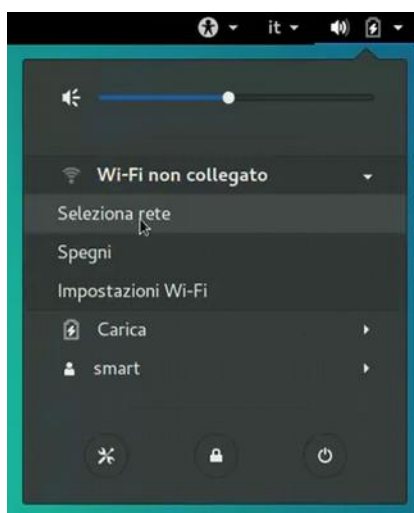 it
Wi-Fi non collegato
Seleziona rete
Spegni
Impostazioni Wi-Fi
Carica
smart